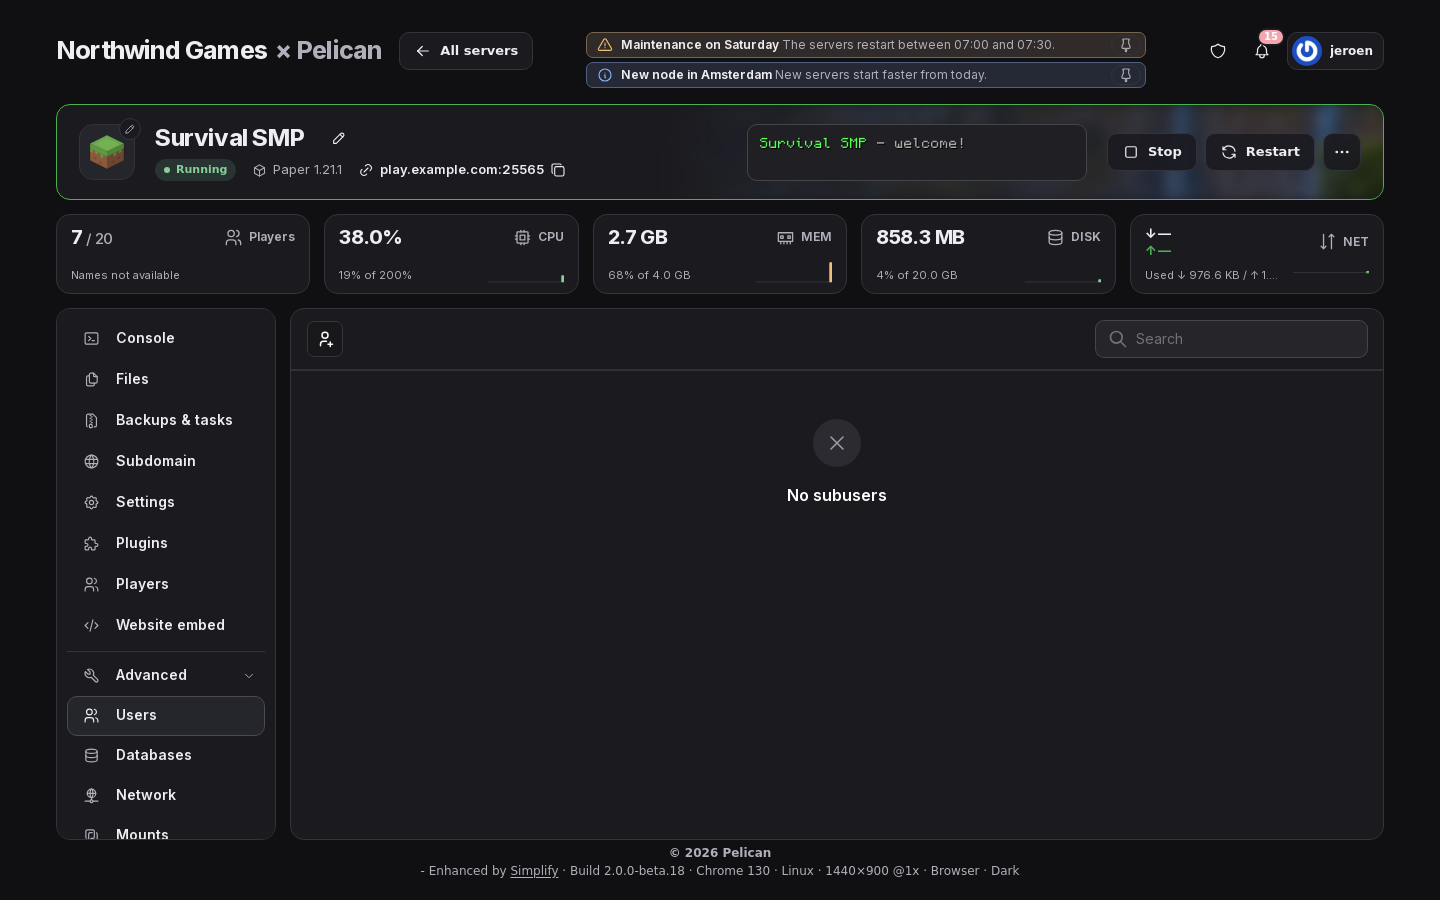 Northwind Games × Pelican
All servers
Maintenance on Saturday The servers restart between 07:00 and 07:30.
New node in Amsterdam New servers start faster from today.
15
jeroen
Survival SMP
Running
Paper 1.21.1
play.example.com:25565
Survival SMP - welcome!
Stop
Restart
7 / 20
Players
Names not available
38.0%
CPU
19% of 200%
2.7 GB
MEM
68% of 4.0 GB
858.3 MB
DISK
4% of 20.0 GB
↓—
↑—
NET
Used ↓ 976.6 KB / ↑ 1....
Console
Files
Backups & tasks
Subdomain
Settings
Plugins
Players
Website embed
Advanced
Users
Databases
Network
Mounts
Search
No subusers
© 2026 Pelican
- Enhanced by Simplify · Build 2.0.0-beta.18 · Chrome 130 · Linux · 1440×900 @1x · Browser · Dark